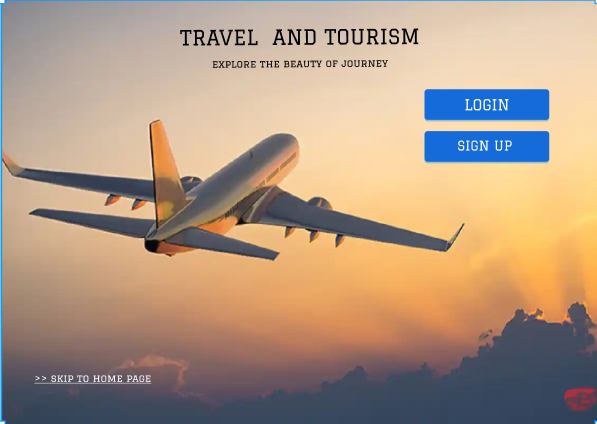 TRAVEL AND TOURISM
EXPLORE THE BEAUTY OF JOURNEY
LOGIN
SIGN UP
>> SKIP TO HOME PAGE